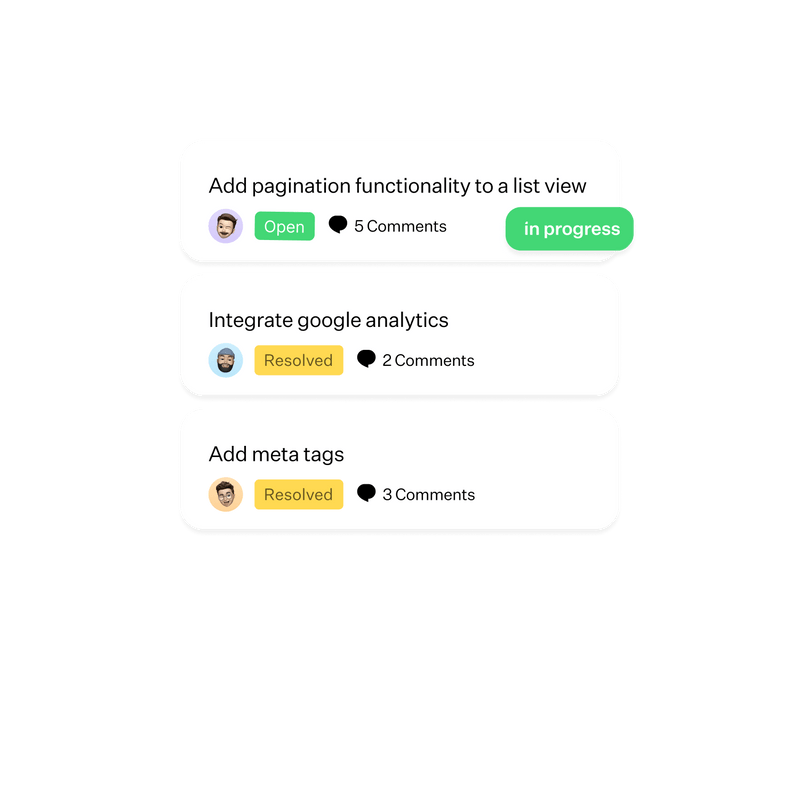 Add pagination functionality to a list view
Open 5 Comments in progress
Integrate google analytics
Resolved 2 Comments
Add meta tags
Resolved 3 Comments